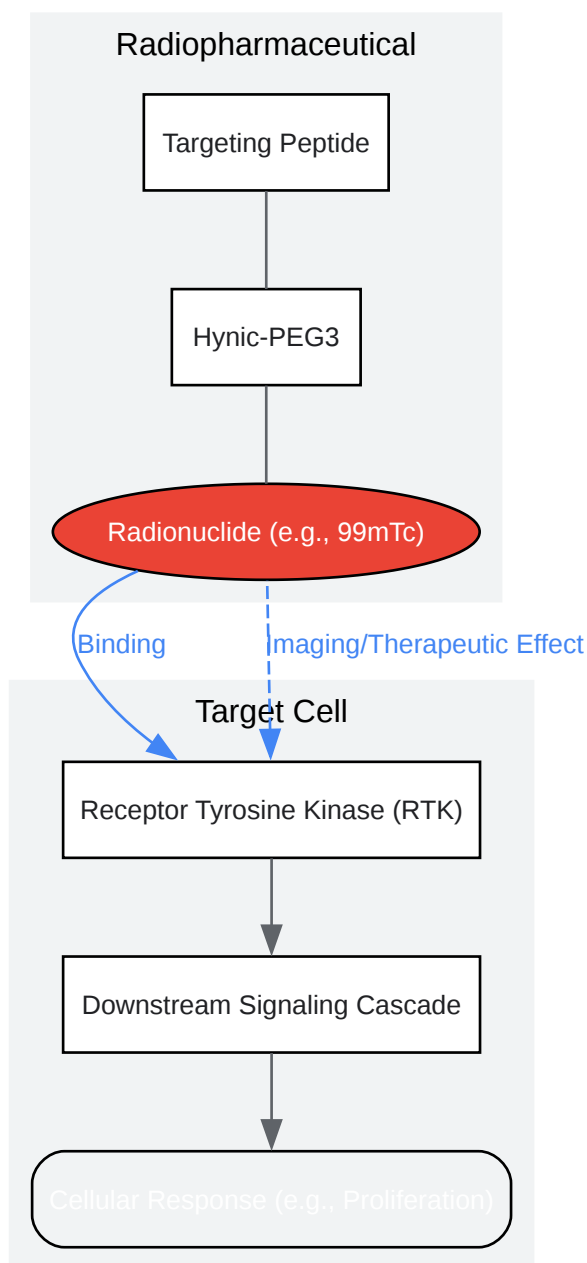 Radiopharmaceutical
Targeting Peptide
Hynic-PEG3
Radionuclide (e.g., 99mTc)
Binding
Imaging/Therapeutic Effect
Target Cell
Receptor Tyrosine Kinase (RTK)
Downstream Signaling Cascade
Cellular Response (e.g., Proliferation)